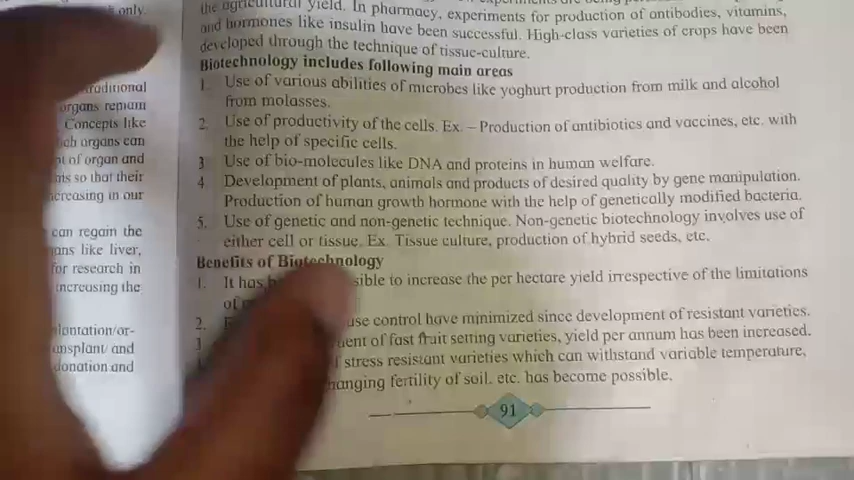 only.
raditional
organs remain
Concepts like
ch organs can
nt of organ and
nts so that their
ncreasing in our
can regain the
ans like liver,
for research in
increasing the
plantation/or-
ansplant and
donation and
the agricultural yield. In pharmacy, experiments for production of antibodies, vitamins,
and hormones like insulin have been successful. High-class varieties of crops have been
developed through the technique of tissue-culture.
Biotechnology includes following main areas
1. Use of various abilities of microbes like yoghurt production from milk and alcohol
from molasses.
2. Use of productivity of the cells. Ex. – Production of antibiotics and vaccines, etc. with
the help of specific cells.
3 Use of bio-molecules like DNA and proteins in human welfare.
4. Development of plants, animals and products of desired quality by gene manipulation.
Production of human growth hormone with the help of genetically modified bacteria.
5. Use of genetic and non-genetic technique. Non-genetic biotechnology involves use of
either cell or tissue. Ex. Tissue culture, production of hybrid seeds, etc.
Benefits of Biotechnology
1. It has sible to increase the per hectare yield irrespective of the limitations
of
2. use control have minimized since development of resistant varieties.
3 ent of fast fruit setting varieties, yield per annum has been increased.
stress resistant varieties which can withstand variable temperature,
hanging fertility of soil. etc. has become possible.
91